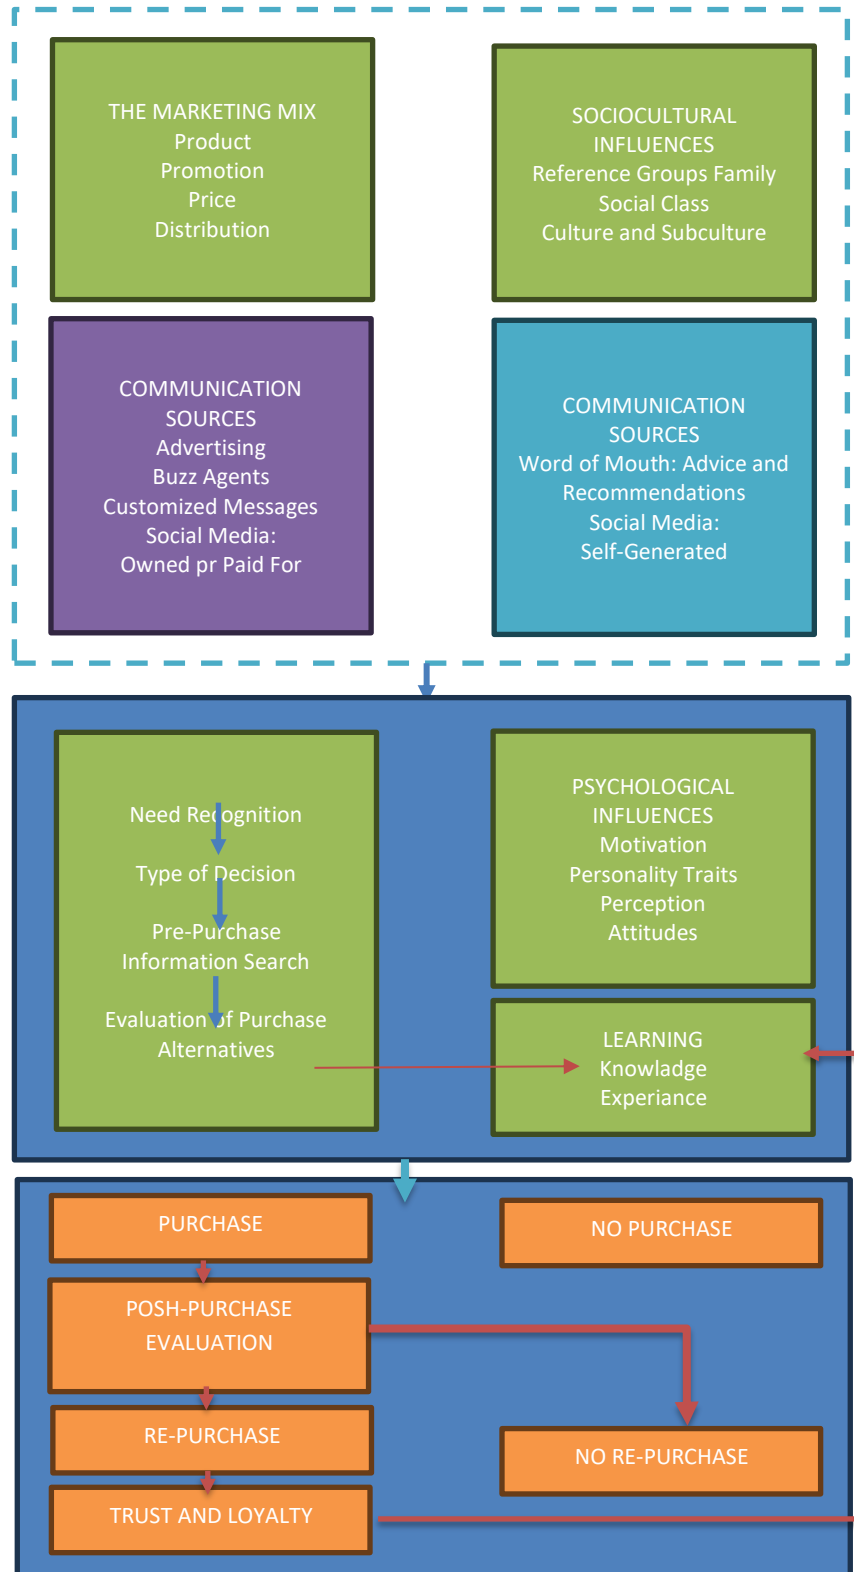 THE MARKETING MIX
Product
Promotion
Price
Distribution
SOCIOCULTURAL
INFLUENCES
Reference Groups Family
Social Class
Culture and Subculture
COMMUNICATION
SOURCES
Advertising
Buzz Agents
Customized Messages
Social Media:
Owned pr Paid For
COMMUNICATION
SOURCES
Word of Mouth: Advice and
Recommendations
Social Media:
Self-Generated
Need Recognition
Type of Decision
Pre-Purchase
Information Search
Evaluation of Purchase
Alternatives
PSYCHOLOGICAL
INFLUENCES
Motivation
Personality Traits
Perception
Attitudes
LEARNING
Knowladge
Experiance
PURCHASE
NO PURCHASE
POSH-PURCHASE
EVALUATION
RE-PURCHASE
NO RE-PURCHASE
TRUST AND LOYALTY